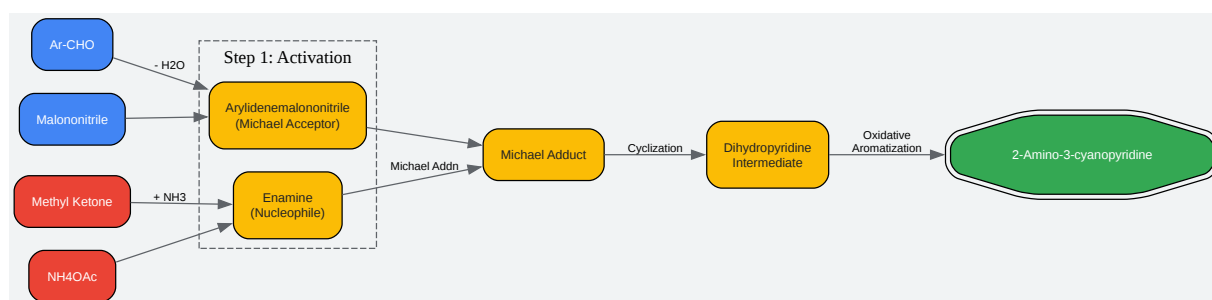 Ar-CHO
- H2O
Step 1: Activation
Malononitrile
Arylidenemalononitrile
(Michael Acceptor)
Methyl Ketone
+ NH3
Enamine
(Nucleophile)
NH4OAc
Michael Addn
Michael Adduct
Cyclization
Dihydropyridine
Intermediate
Oxidative
Aromatization
2-Amino-3-cyanopyridine